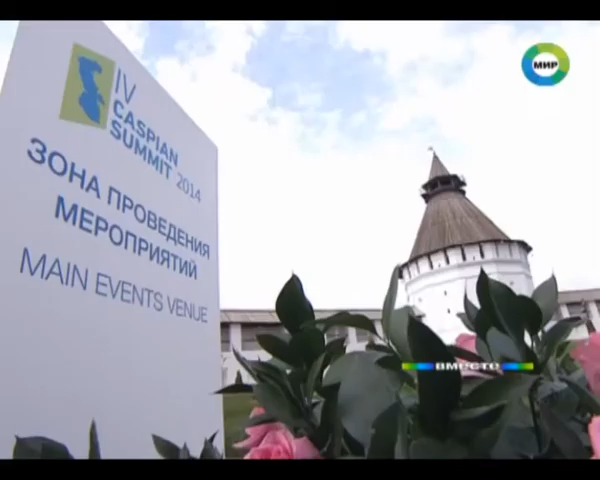 МИР
IV
CASPIAN
SUMMIT 2014
ЗОНА ПРОВЕДЕНИЯ
МЕРОПРИЯТИЙ
MAIN EVENTS VENUE
ВМЕСТЕ